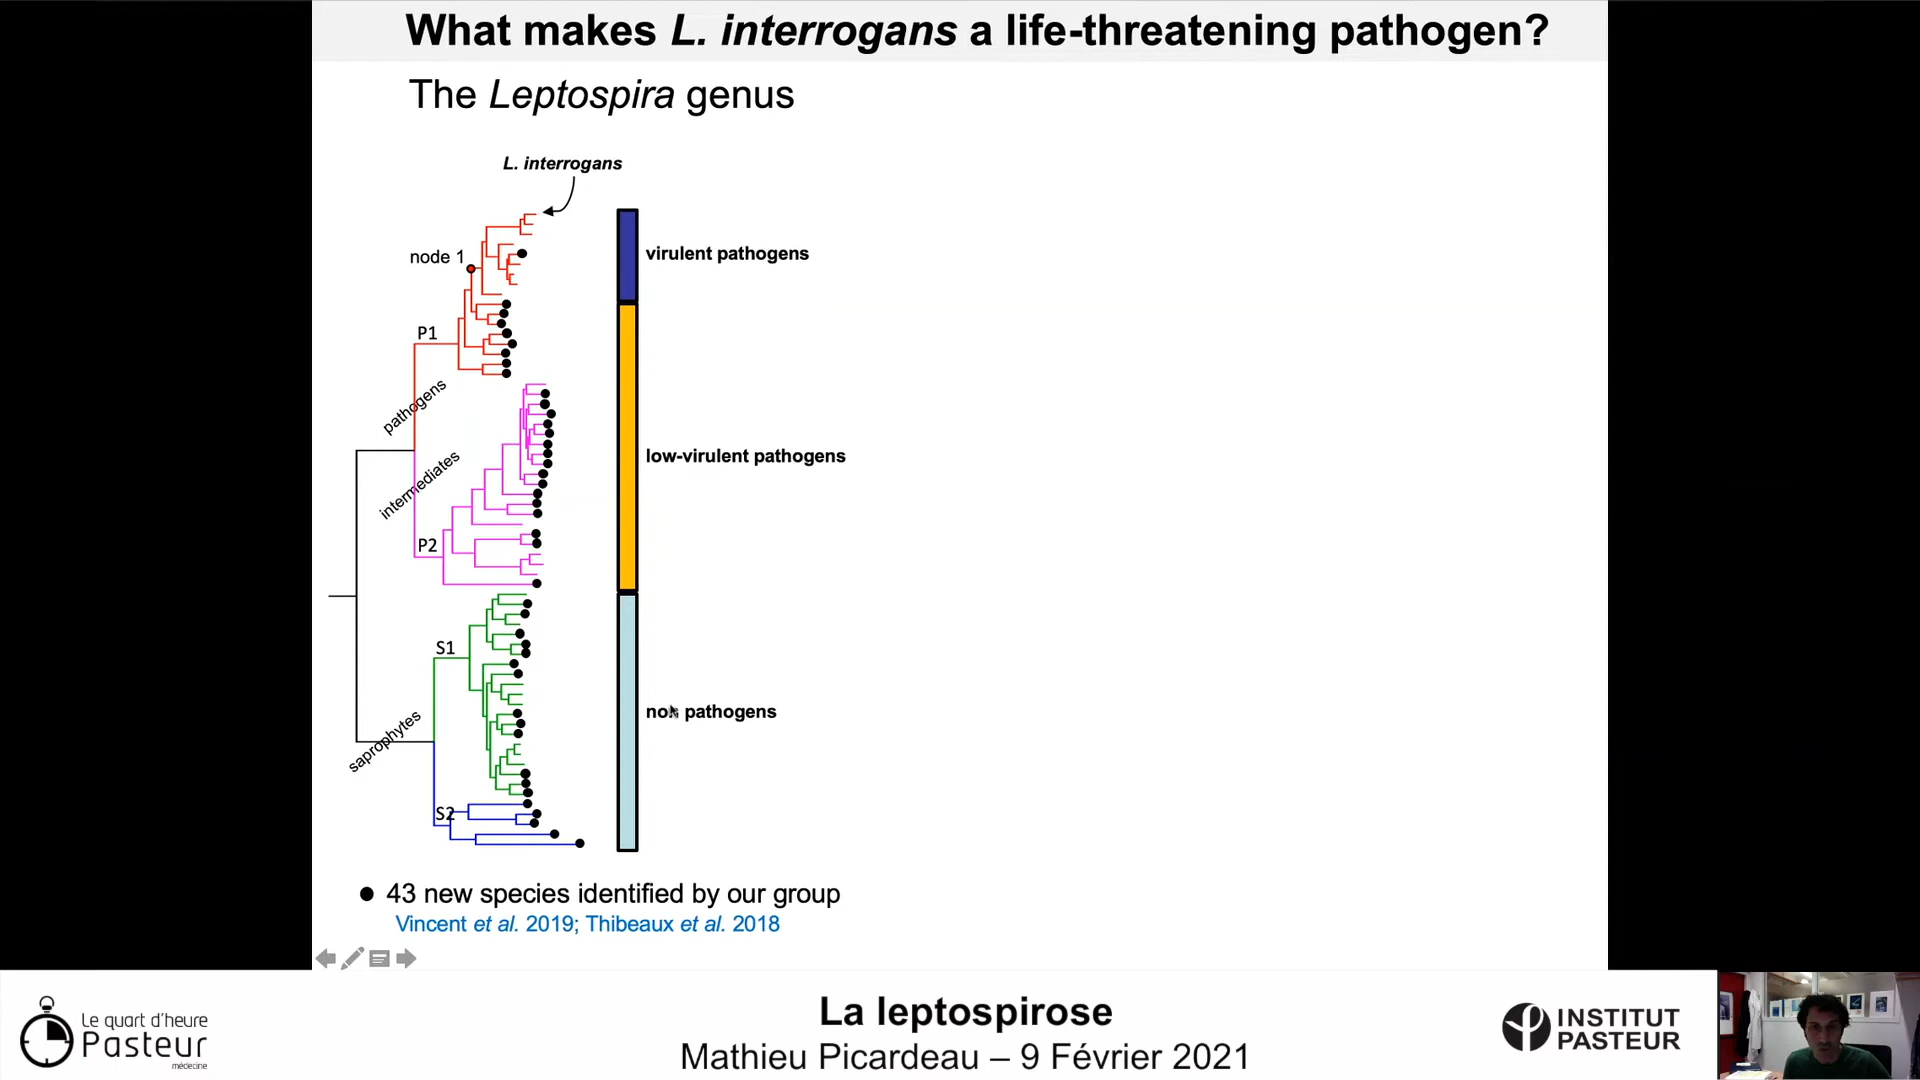 What makes L. interrogans a life-threatening pathogen?
The Leptospira genus
L. interrogans
node 1
virulent pathogens
P1
pathogens
low-virulent pathogens
intermediates
P2
S1
non pathogens
saprophytes
S2
● 43 new species identified by our group
Vincent et al. 2019; Thibeaux et al. 2018
Le quart d'heure
Pasteur
médecine
La leptospirose
Mathieu Picardeau – 9 Février 2021
INSTITUT
PASTEUR